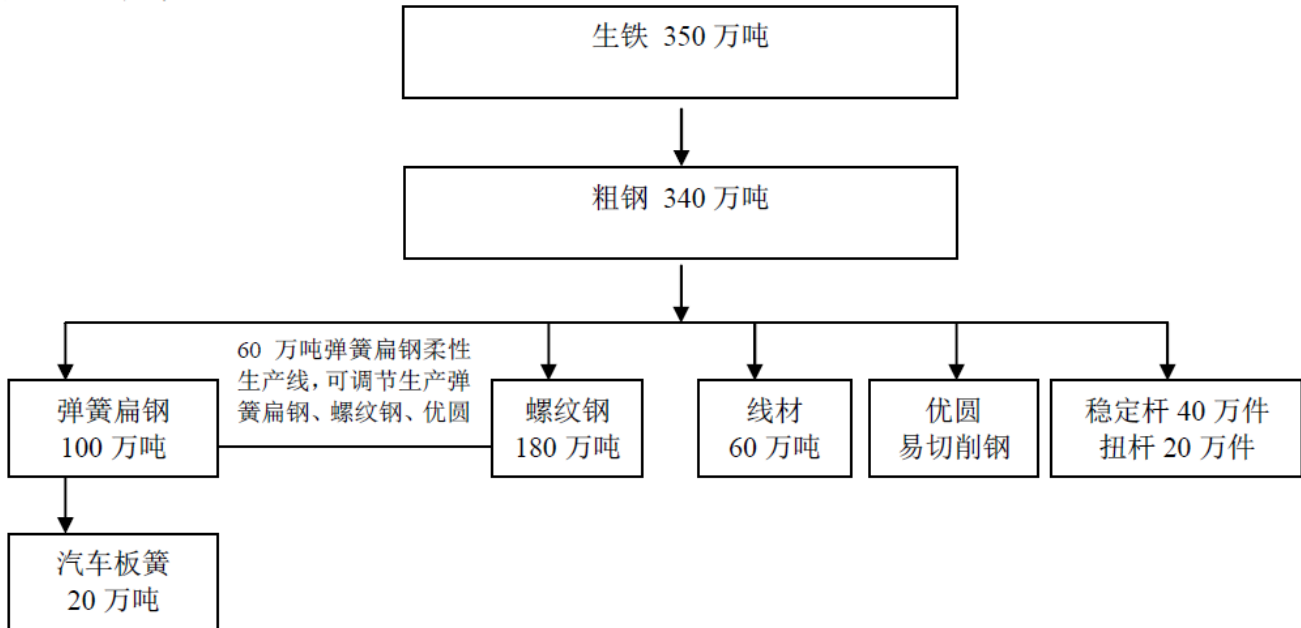 生铁 350 万吨
粗钢 340 万吨
60 万吨弹簧扁钢柔性
生产线，可调节生产弹
簧扁钢、螺纹钢、优圆
弹簧扁钢
100 万吨
螺纹钢
180 万吨
线材
60 万吨
优圆
易切削钢
稳定杆 40 万件
扭杆 20 万件
汽车板簧
20 万吨